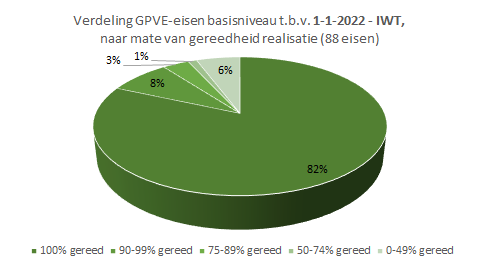 Verdeling GPVE-eisen basisniveau t.b.v. 1-1-2022 - IWT,
naar mate van gereedheid realisatie (88 eisen)
1%
3%
6%
8%
82%
100% gereed 90-99% gereed 75-89% gereed 50-74% gereed 0-49% gereed